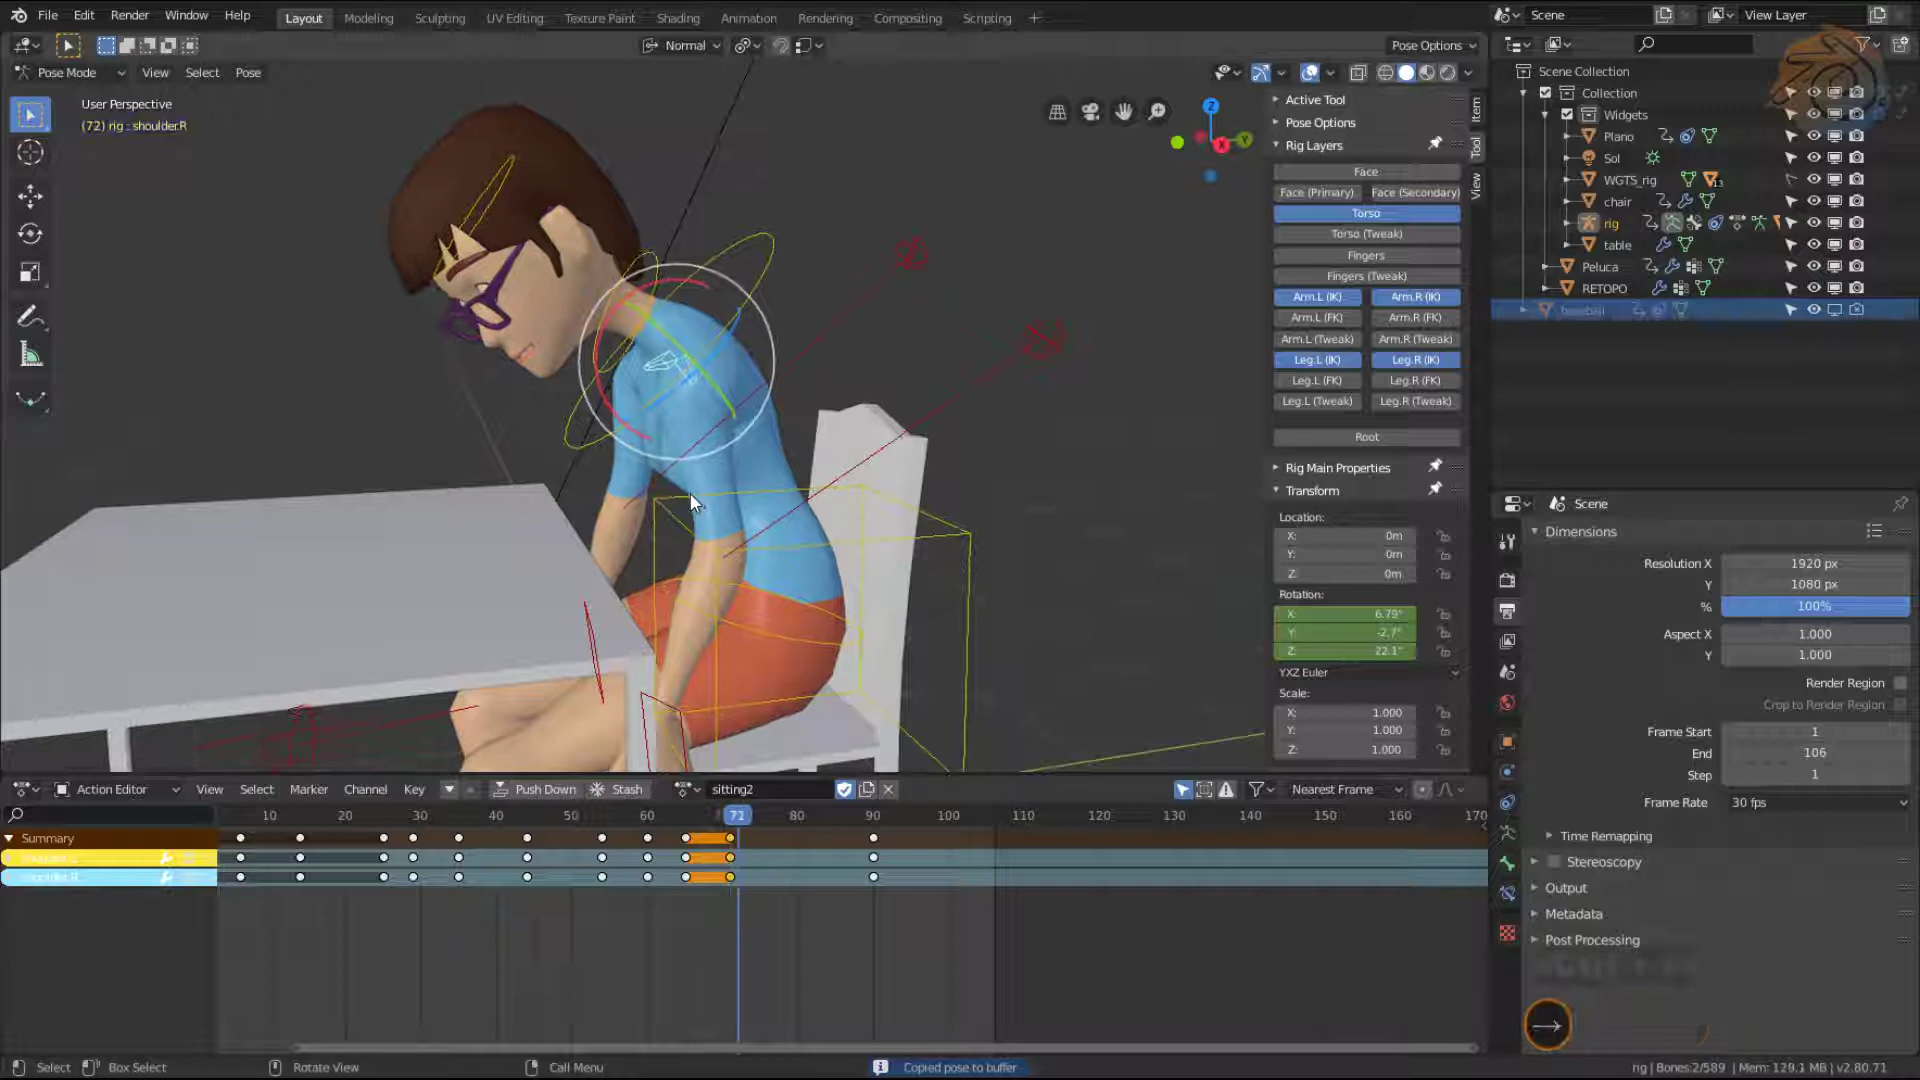 File Edit Render Window Help
Layout Modeling Sculpting UV Editing Texture Paint Shading Animation Rendering Compositing Scripting +
Scene
View Layer
Normal
Pose Options
Pose Mode View Select Pose
User Perspective
(72) rig : shoulder.R
Z
Y
X
Active Tool
Pose Options
Rig Layers
Face
Face (Primary) Face (Secondary)
Torso
Torso (Tweak)
Fingers
Fingers (Tweak)
Arm.L (IK) Arm.R (IK)
Arm.L (FK) Arm.R (FK)
Arm.L (Tweak) Arm.R (Tweak)
Leg.L (IK) Leg.R (IK)
Leg.L (FK) Leg.R (FK)
Leg.L (Tweak) Leg.R (Tweak)
Root
Rig Main Properties
Transform
Location:
X: 0m
Y: 0m
Z: 0m
Rotation:
X: 6.79°
Y: -2.7°
Z: 22.1°
YXZ Euler
Scale:
X: 1.000
Y: 1.000
Z: 1.000
Item
Tool
View
Scene Collection
Collection
Widgets
Plano
Sol
WGTS_rig 13
chair
rig
table
Peluca
RETOPO
Scene
Dimensions
Resolution X 1920 px
Y 1080 px
% 100%
Aspect X 1.000
Y 1.000
Render Region
Crop to Render Region
Frame Start 1
End 106
Step 1
Frame Rate 30 fps
Time Remapping
Stereoscopy
Output
Metadata
Post Processing
Action Editor View Select Marker Channel Key Push Down Stash sitting2 Nearest Frame
10 20 30 40 50 60 71 80 90 100 110 120 130 140 150 160 170
Summary
Select Box Select Rotate View Call Menu Copied pose to buffer rig | Bones:2/589 | Mem: 129.1 MB | v2.80.71